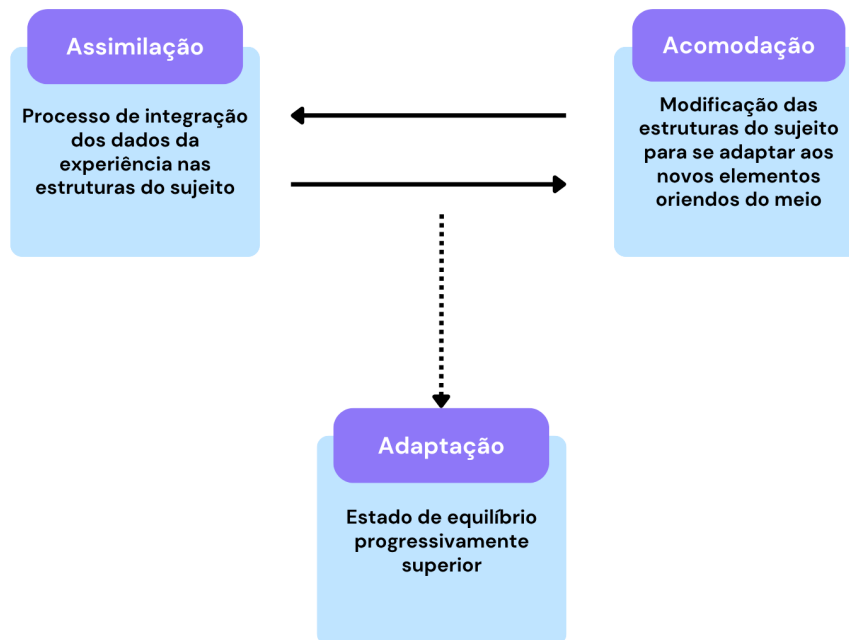 Assimilação
Processo de integração
dos dados da
experiência nas
estruturas do sujeito
Acomodação
Modificação das
estruturas do sujeito
para se adaptar aos
novos elementos
oriendos do meio
Adaptação
Estado de equilíbrio
progressivamente
superior